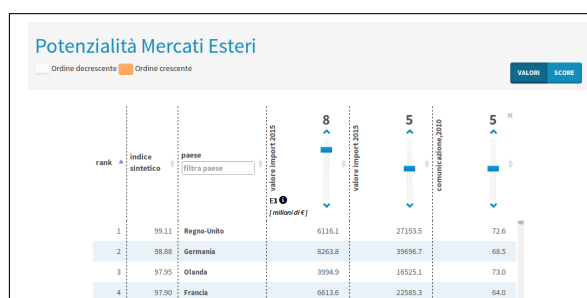 Potenzialità Mercati Esteri
Ordine decrescente Ordine crescente
VALORI SCORE
8 5 5 ×
rank indice sintetico paese valore import 2015 valore import 2015 comunicazione,2010
filtra paese
E3
[ milioni di € ]
1 99.11 Regno-Unito 6116.1 27153.5 72.6
2 98.88 Germania 8263.8 39696.7 68.5
3 97.95 Olanda 3994.9 16525.1 73.0
4 97.90 Francia 6613.6 22585.3 64.0